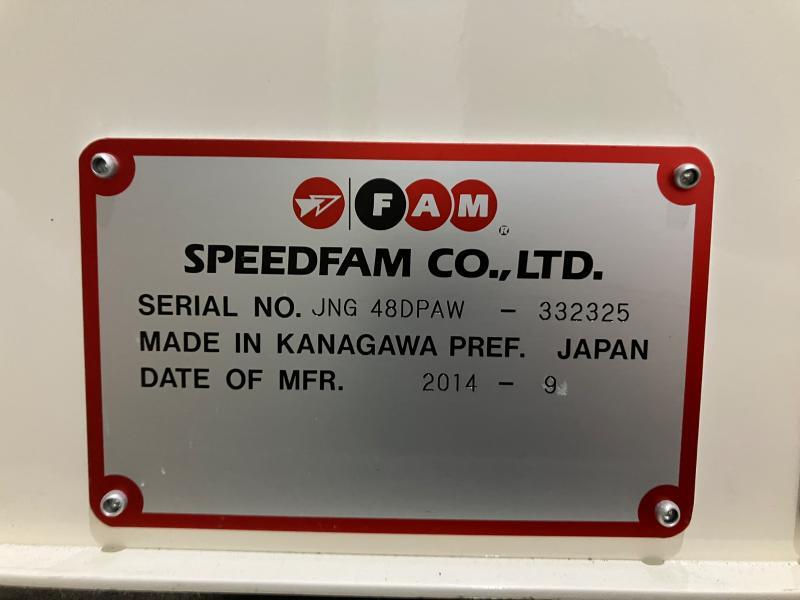 FAM ®
SPEEDFAM CO., LTD.
SERIAL NO. JNG 48DPAW - 332325
MADE IN KANAGAWA PREF. JAPAN
DATE OF MFR. 2014 - 9